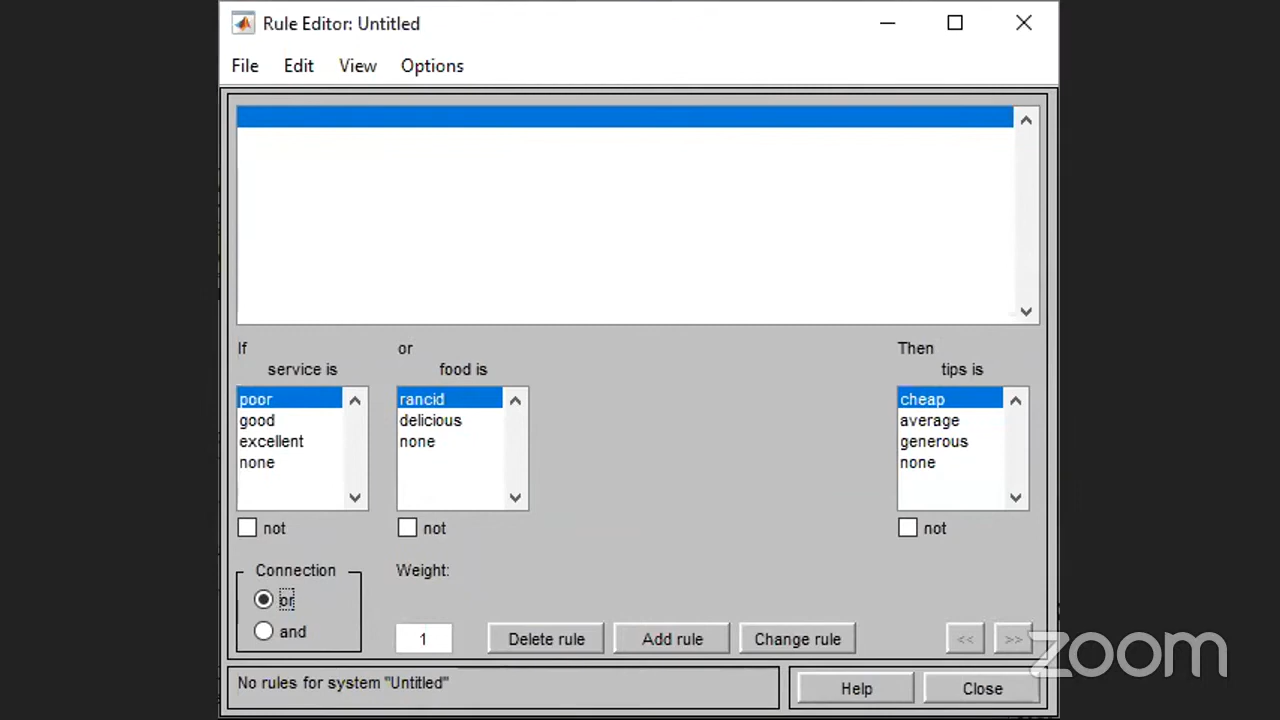 Rule Editor: Untitled
File Edit View Options
If or Then
service is food is tips is
poor rancid cheap
good delicious average
excellent none generous
none none
not not not
Connection Weight:
or
and 1 Delete rule Add rule Change rule << >>
zoom
No rules for system "Untitled" Help Close